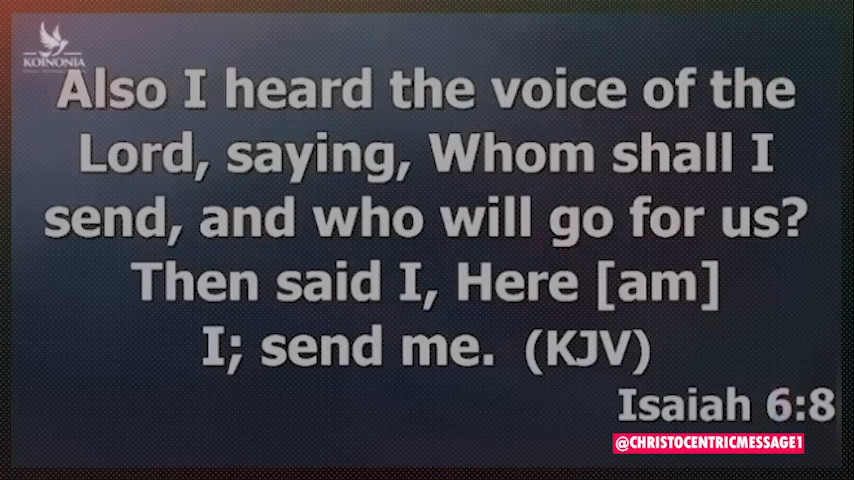 KOINONIA
Also I heard the voice of the
Lord, saying, Whom shall I
send, and who will go for us?
Then said I, Here [am]
I; send me. (KJV)
Isaiah 6:8
@CHRISTOCENTRICMESSAGE1